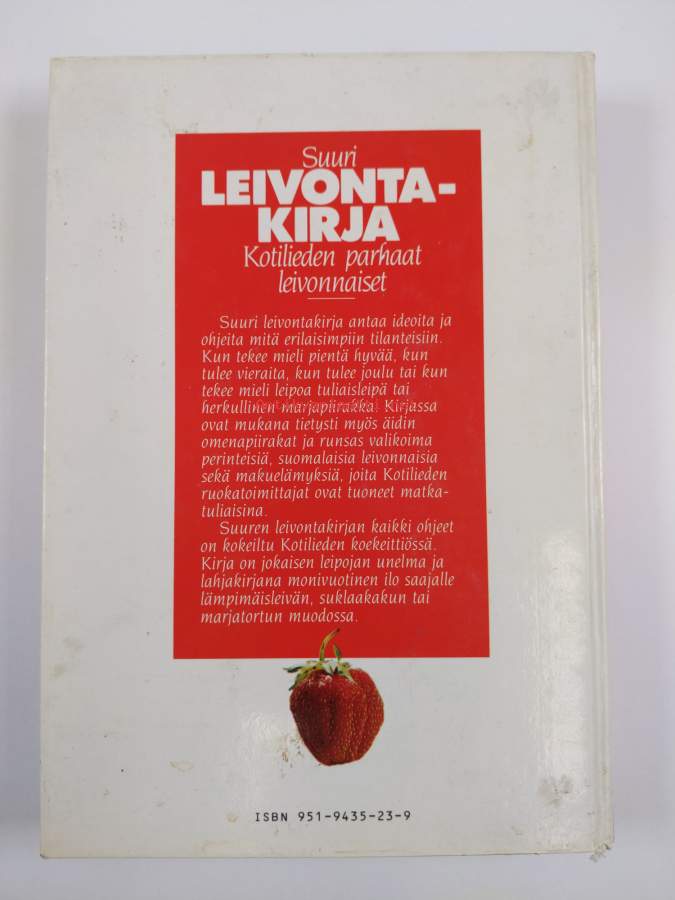 Suuri
LEIVONTA-
KIRJA
Kotilieden parhaat
leivonnaiset
Suuri leivontakirja antaa ideoita ja
ohjeita mitä erilaisimpiin tilanteisiin.
Kun tekee mieli pientä hyvää, kun
tulee vieraita, kun tulee joulu tai kun
tekee mieli leipoa tuliaisleipä tai
herkullinen marjapiirakka. Kirjassa
ovat mukana tietysti myös äidin
omenapiirakat ja runsas valikoima
perinteisiä, suomalaisia leivonnaisia
sekä makuelämyksiä, joita Kotilieden
ruokatoimittajat ovat tuoneet matka-
tuliaisina.
Suuren leivontakirjan kaikki ohjeet
on kokeiltu Kotilieden koekeittiössä.
Kirja on jokaisen leipojan unelma ja
lahjakirjana monivuotinen ilo saajalle
lämpimäisleivän, suklaakakun tai
marjatortun muodossa.
ISBN 951-9435-23-9